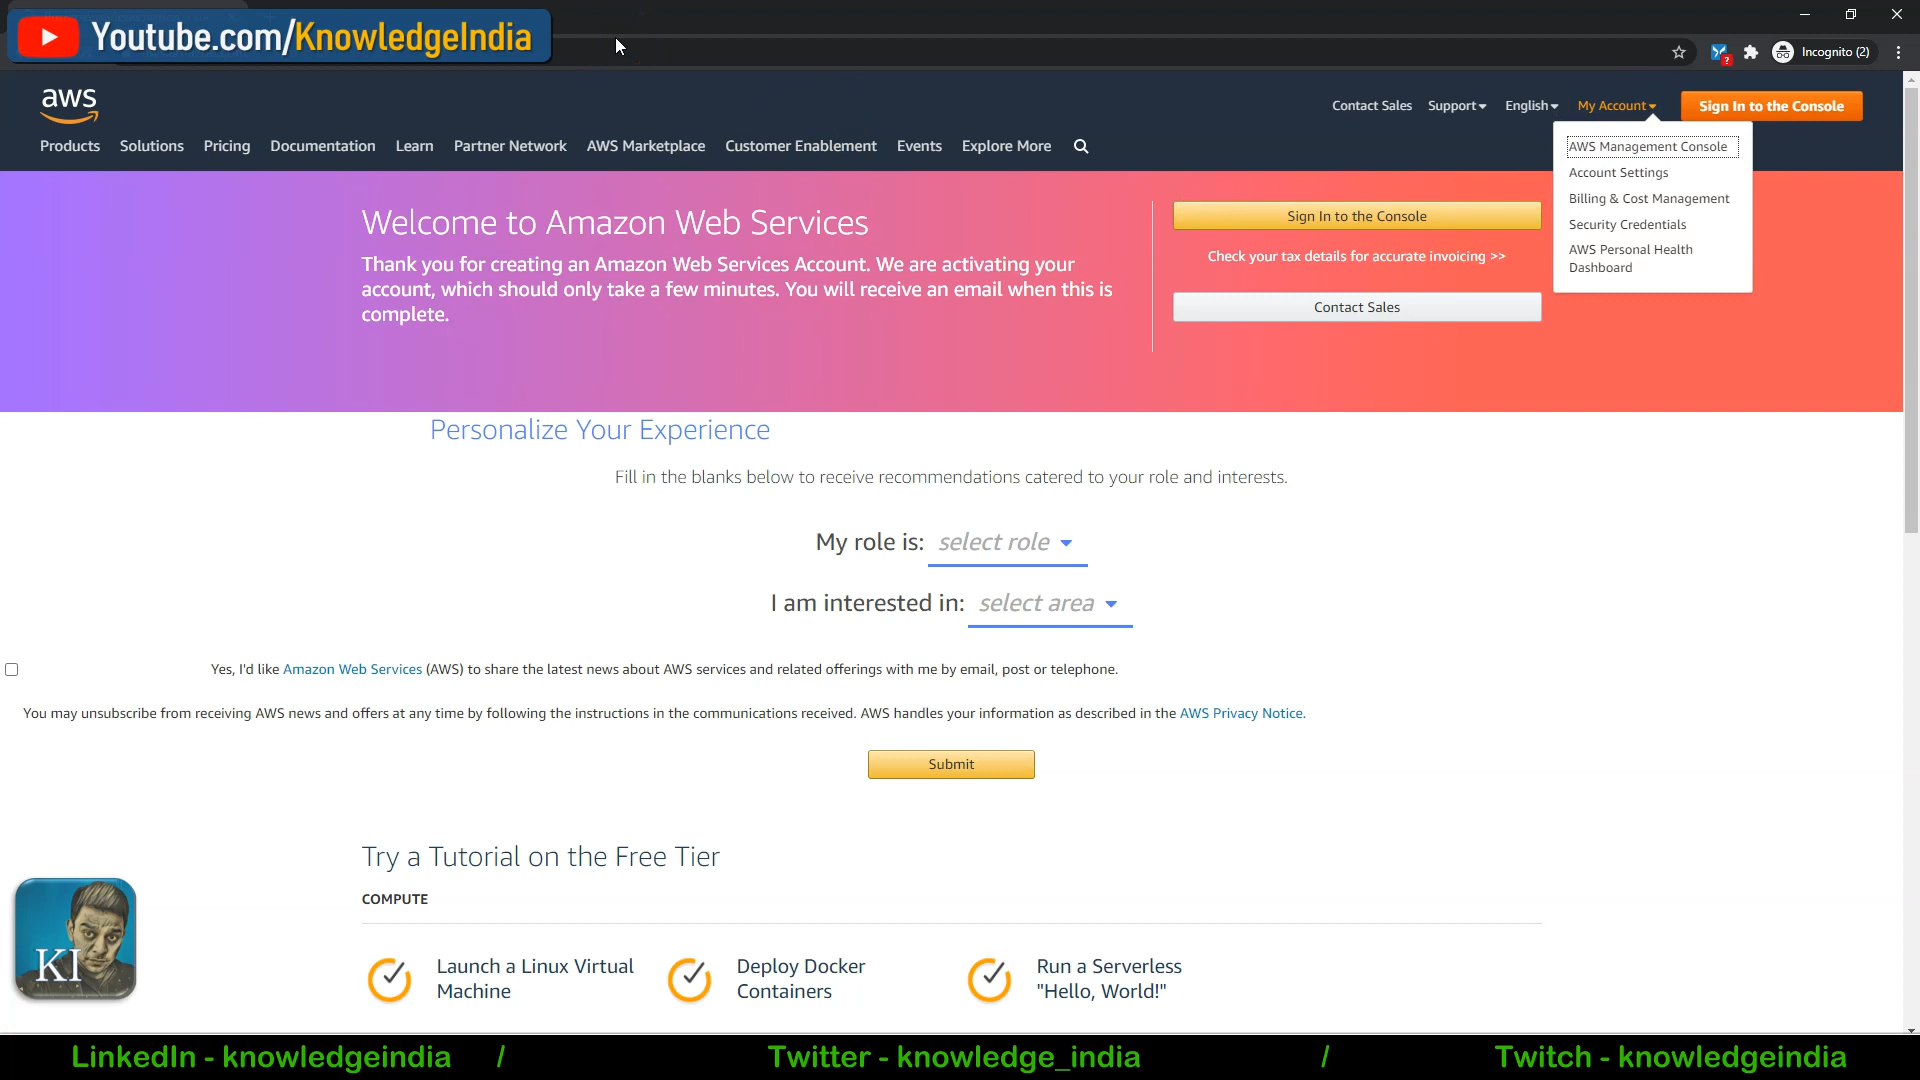 Youtube.com/KnowledgeIndia
Incognito (2)
aws
Contact Sales Support English My Account Sign In to the Console
Products Solutions Pricing Documentation Learn Partner Network AWS Marketplace Customer Enablement Events Explore More
AWS Management Console
Account Settings
Billing & Cost Management
Security Credentials
AWS Personal Health
Dashboard
Welcome to Amazon Web Services
Thank you for creating an Amazon Web Services Account. We are activating your
account, which should only take a few minutes. You will receive an email when this is
complete.
Sign In to the Console
Check your tax details for accurate invoicing >>
Contact Sales
Personalize Your Experience
Fill in the blanks below to receive recommendations catered to your role and interests.
My role is: select role
I am interested in: select area
Yes, I'd like Amazon Web Services (AWS) to share the latest news about AWS services and related offerings with me by email, post or telephone.
You may unsubscribe from receiving AWS news and offers at any time by following the instructions in the communications received. AWS handles your information as described in the AWS Privacy Notice.
Submit
Try a Tutorial on the Free Tier
COMPUTE
Launch a Linux Virtual
Machine
Deploy Docker
Containers
Run a Serverless
"Hello, World!"
KI
LinkedIn - knowledgeindia / Twitter - knowledge_india / Twitch - knowledgeindia